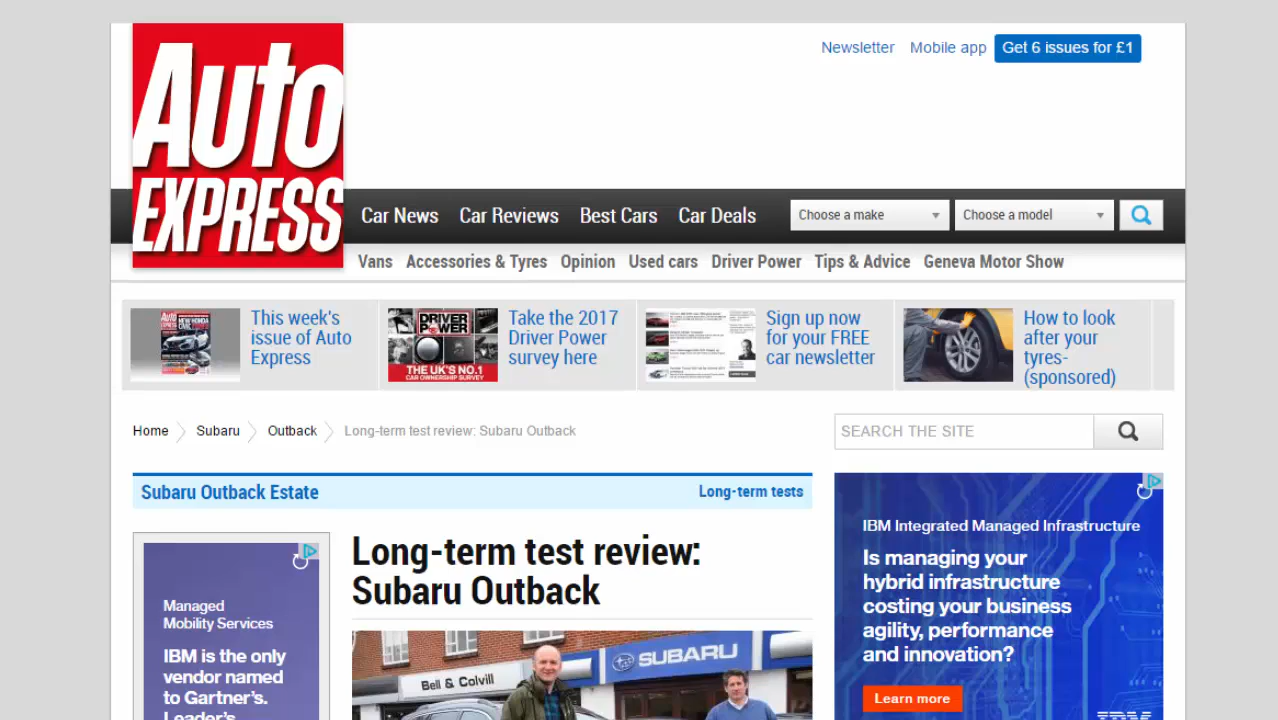 Auto
EXPRESS
Newsletter Mobile app Get 6 issues for £1
Car News Car Reviews Best Cars Car Deals Choose a make Choose a model
Vans Accessories & Tyres Opinion Used cars Driver Power Tips & Advice Geneva Motor Show
This week's
issue of Auto
Express
DRIVER
POWER
THE UK'S NO.1
CAR OWNERSHIP SURVEY
Take the 2017
Driver Power
survey here
Sign up now
for your FREE
car newsletter
How to look
after your
tyres-
(sponsored)
Home Subaru Outback Long-term test review: Subaru Outback
SEARCH THE SITE
Subaru Outback Estate Long-term tests
Managed
Mobility Services
IBM is the only
vendor named
to Gartner's.
Leader's
Long-term test review:
Subaru Outback
Bell & Colvill
SUBARU
IBM Integrated Managed Infrastructure
Is managing your
hybrid infrastructure
costing your business
agility, performance
and innovation?
Learn more
IBM